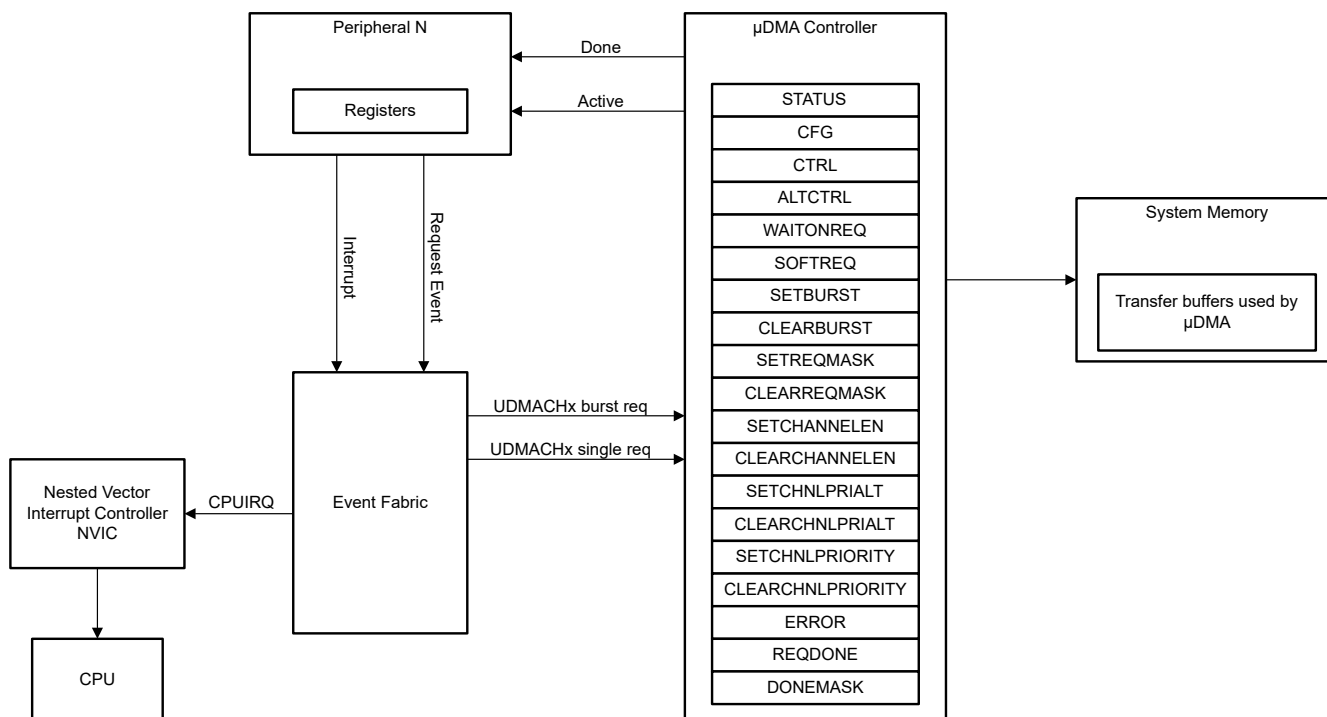 Peripheral N
Registers
Done
Active
Interrupt
Request Event
µDMA Controller
STATUS
CFG
CTRL
ALTCTRL
WAITONREQ
SOFTREQ
SETBURST
CLEARBURST
SETREQMASK
CLEARREQMASK
SETCHANNELEN
CLEARCHANNELEN
SETCHNLPRIALT
CLEARCHNLPRIALT
SETCHNLPRIORITY
CLEARCHNLPRIORITY
ERROR
REQDONE
DONEMASK
System Memory
Transfer buffers used by
µDMA
UDMACHx burst req
UDMACHx single req
Event Fabric
CPUIRQ
Nested Vector
Interrupt Controller
NVIC
CPU